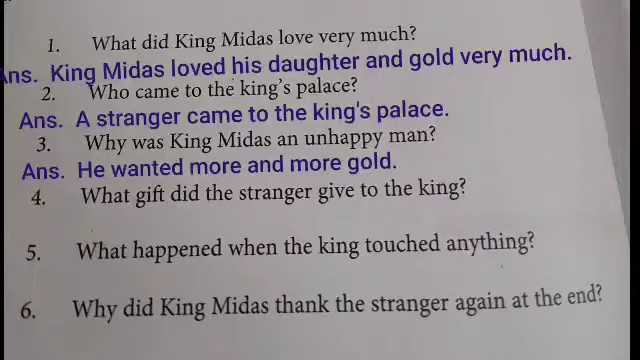 1. What did King Midas love very much?
Ans. King Midas loved his daughter and gold very much.
2. Who came to the king's palace?
Ans. A stranger came to the king's palace.
3. Why was King Midas an unhappy man?
Ans. He wanted more and more gold.
4. What gift did the stranger give to the king?
5. What happened when the king touched anything?
6. Why did King Midas thank the stranger again at the end?